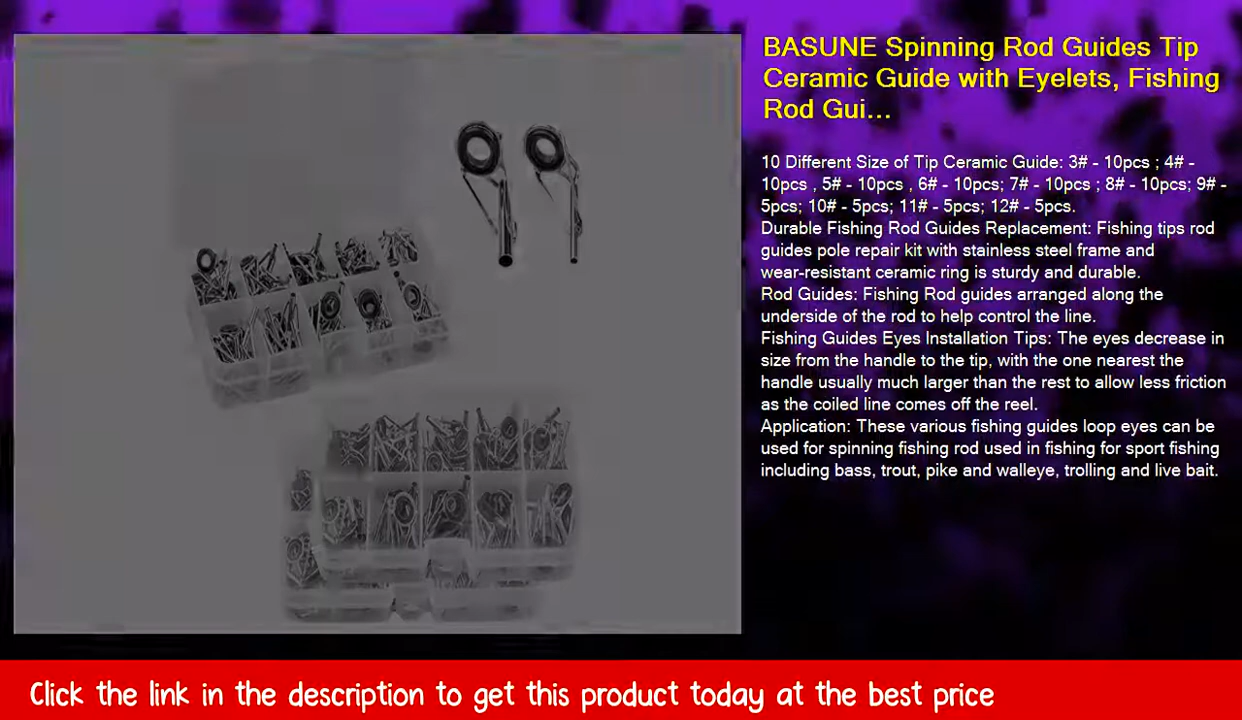 BASUNE Spinning Rod Guides Tip
Ceramic Guide with Eyelets, Fishing
Rod Gui...
10 Different Size of Tip Ceramic Guide: 3# - 10pcs ; 4# -
10pcs , 5# - 10pcs , 6# - 10pcs; 7# - 10pcs ; 8# - 10pcs; 9# -
5pcs; 10# - 5pcs; 11# - 5pcs; 12# - 5pcs.
Durable Fishing Rod Guides Replacement: Fishing tips rod
guides pole repair kit with stainless steel frame and
wear-resistant ceramic ring is sturdy and durable.
Rod Guides: Fishing Rod guides arranged along the
underside of the rod to help control the line.
Fishing Guides Eyes Installation Tips: The eyes decrease in
size from the handle to the tip, with the one nearest the
handle usually much larger than the rest to allow less friction
as the coiled line comes off the reel.
Application: These various fishing guides loop eyes can be
used for spinning fishing rod used in fishing for sport fishing
including bass, trout, pike and walleye, trolling and live bait.
Click the link in the description to get this product today at the best price